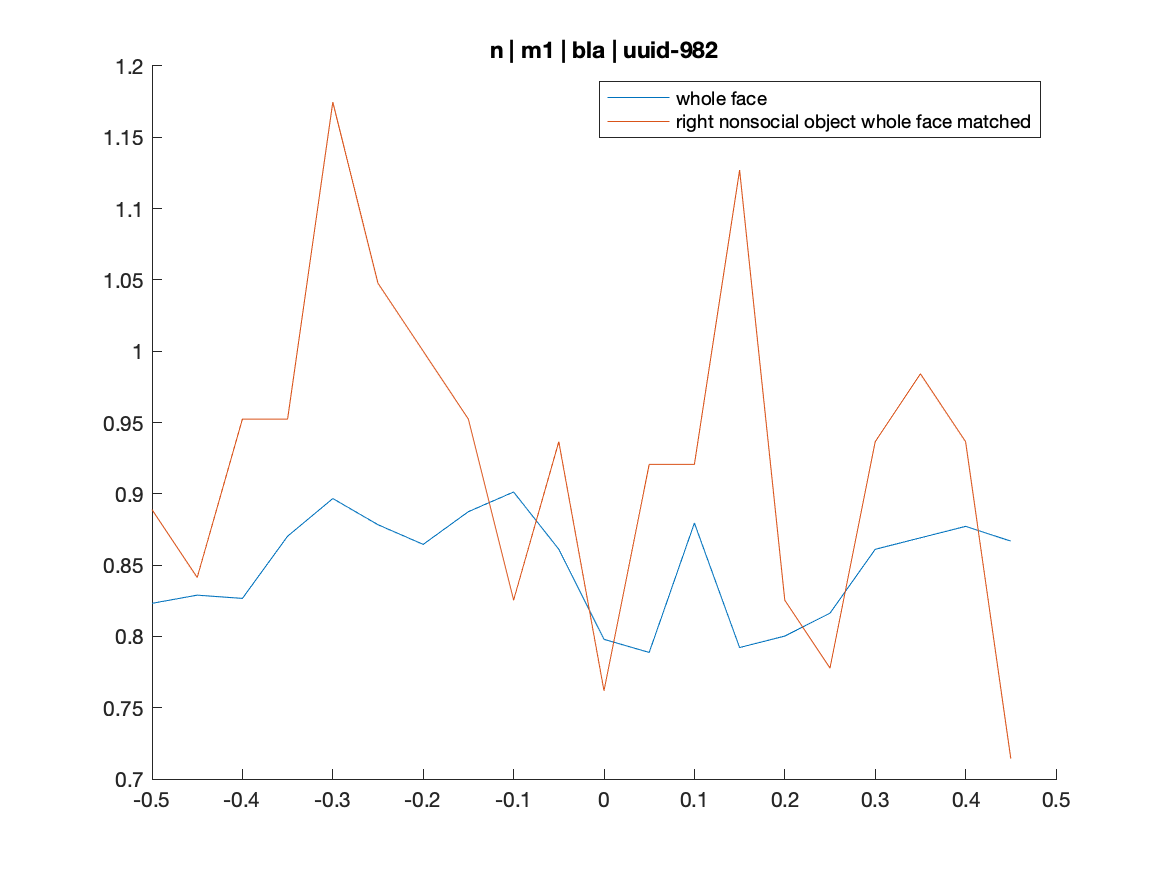 n | m1 | bla | uuid-982
whole face
right nonsocial object whole face matched
1.2
1.15
1.1
1.05
1
0.95
0.9
0.85
0.8
0.75
0.7
-0.5 -0.4 -0.3 -0.2 -0.1 0 0.1 0.2 0.3 0.4 0.5